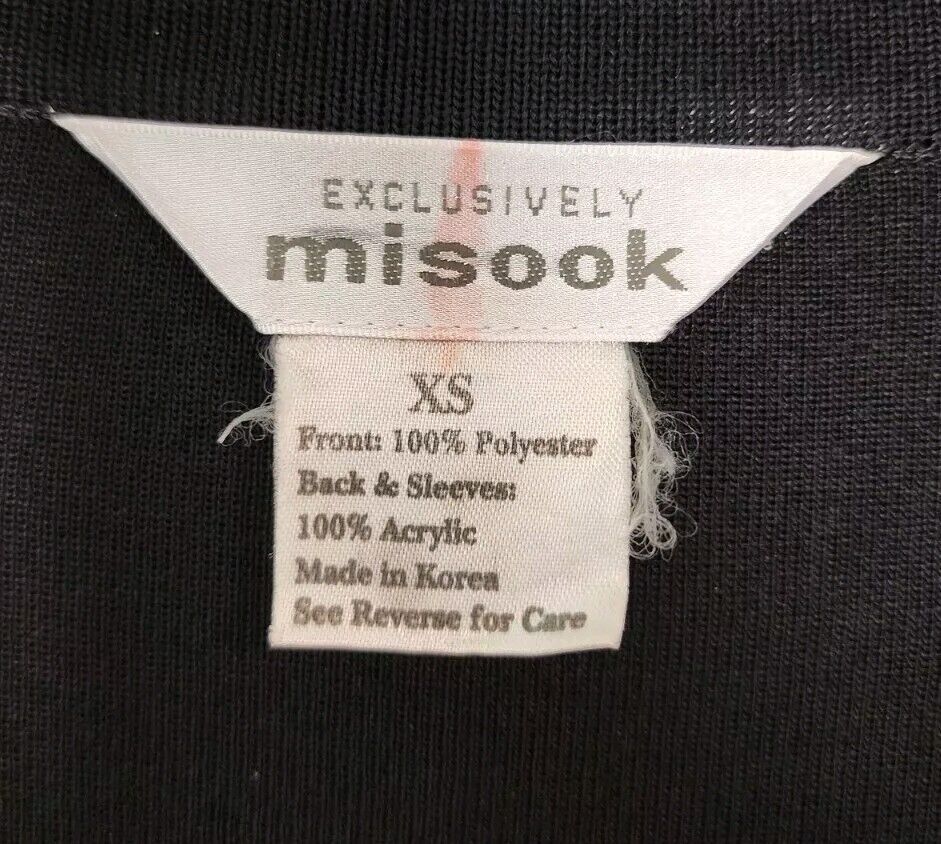 EXCLUSIVELY
misook
XS
Front: 100% Polyester
Back & Sleeves:
100% Acrylic
Made in Korea
See Reverse for Care